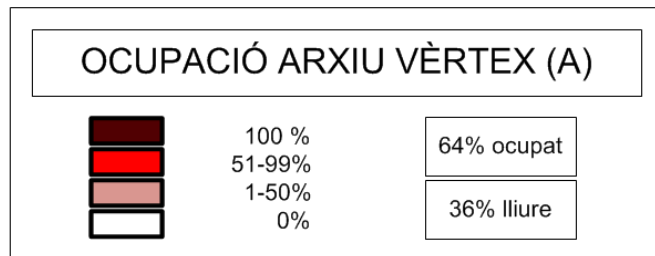 OCUPACIÓ ARXIU VÈRTEX (A)
100 %
51-99%
1-50%
0%
64% ocupat
36% lliure